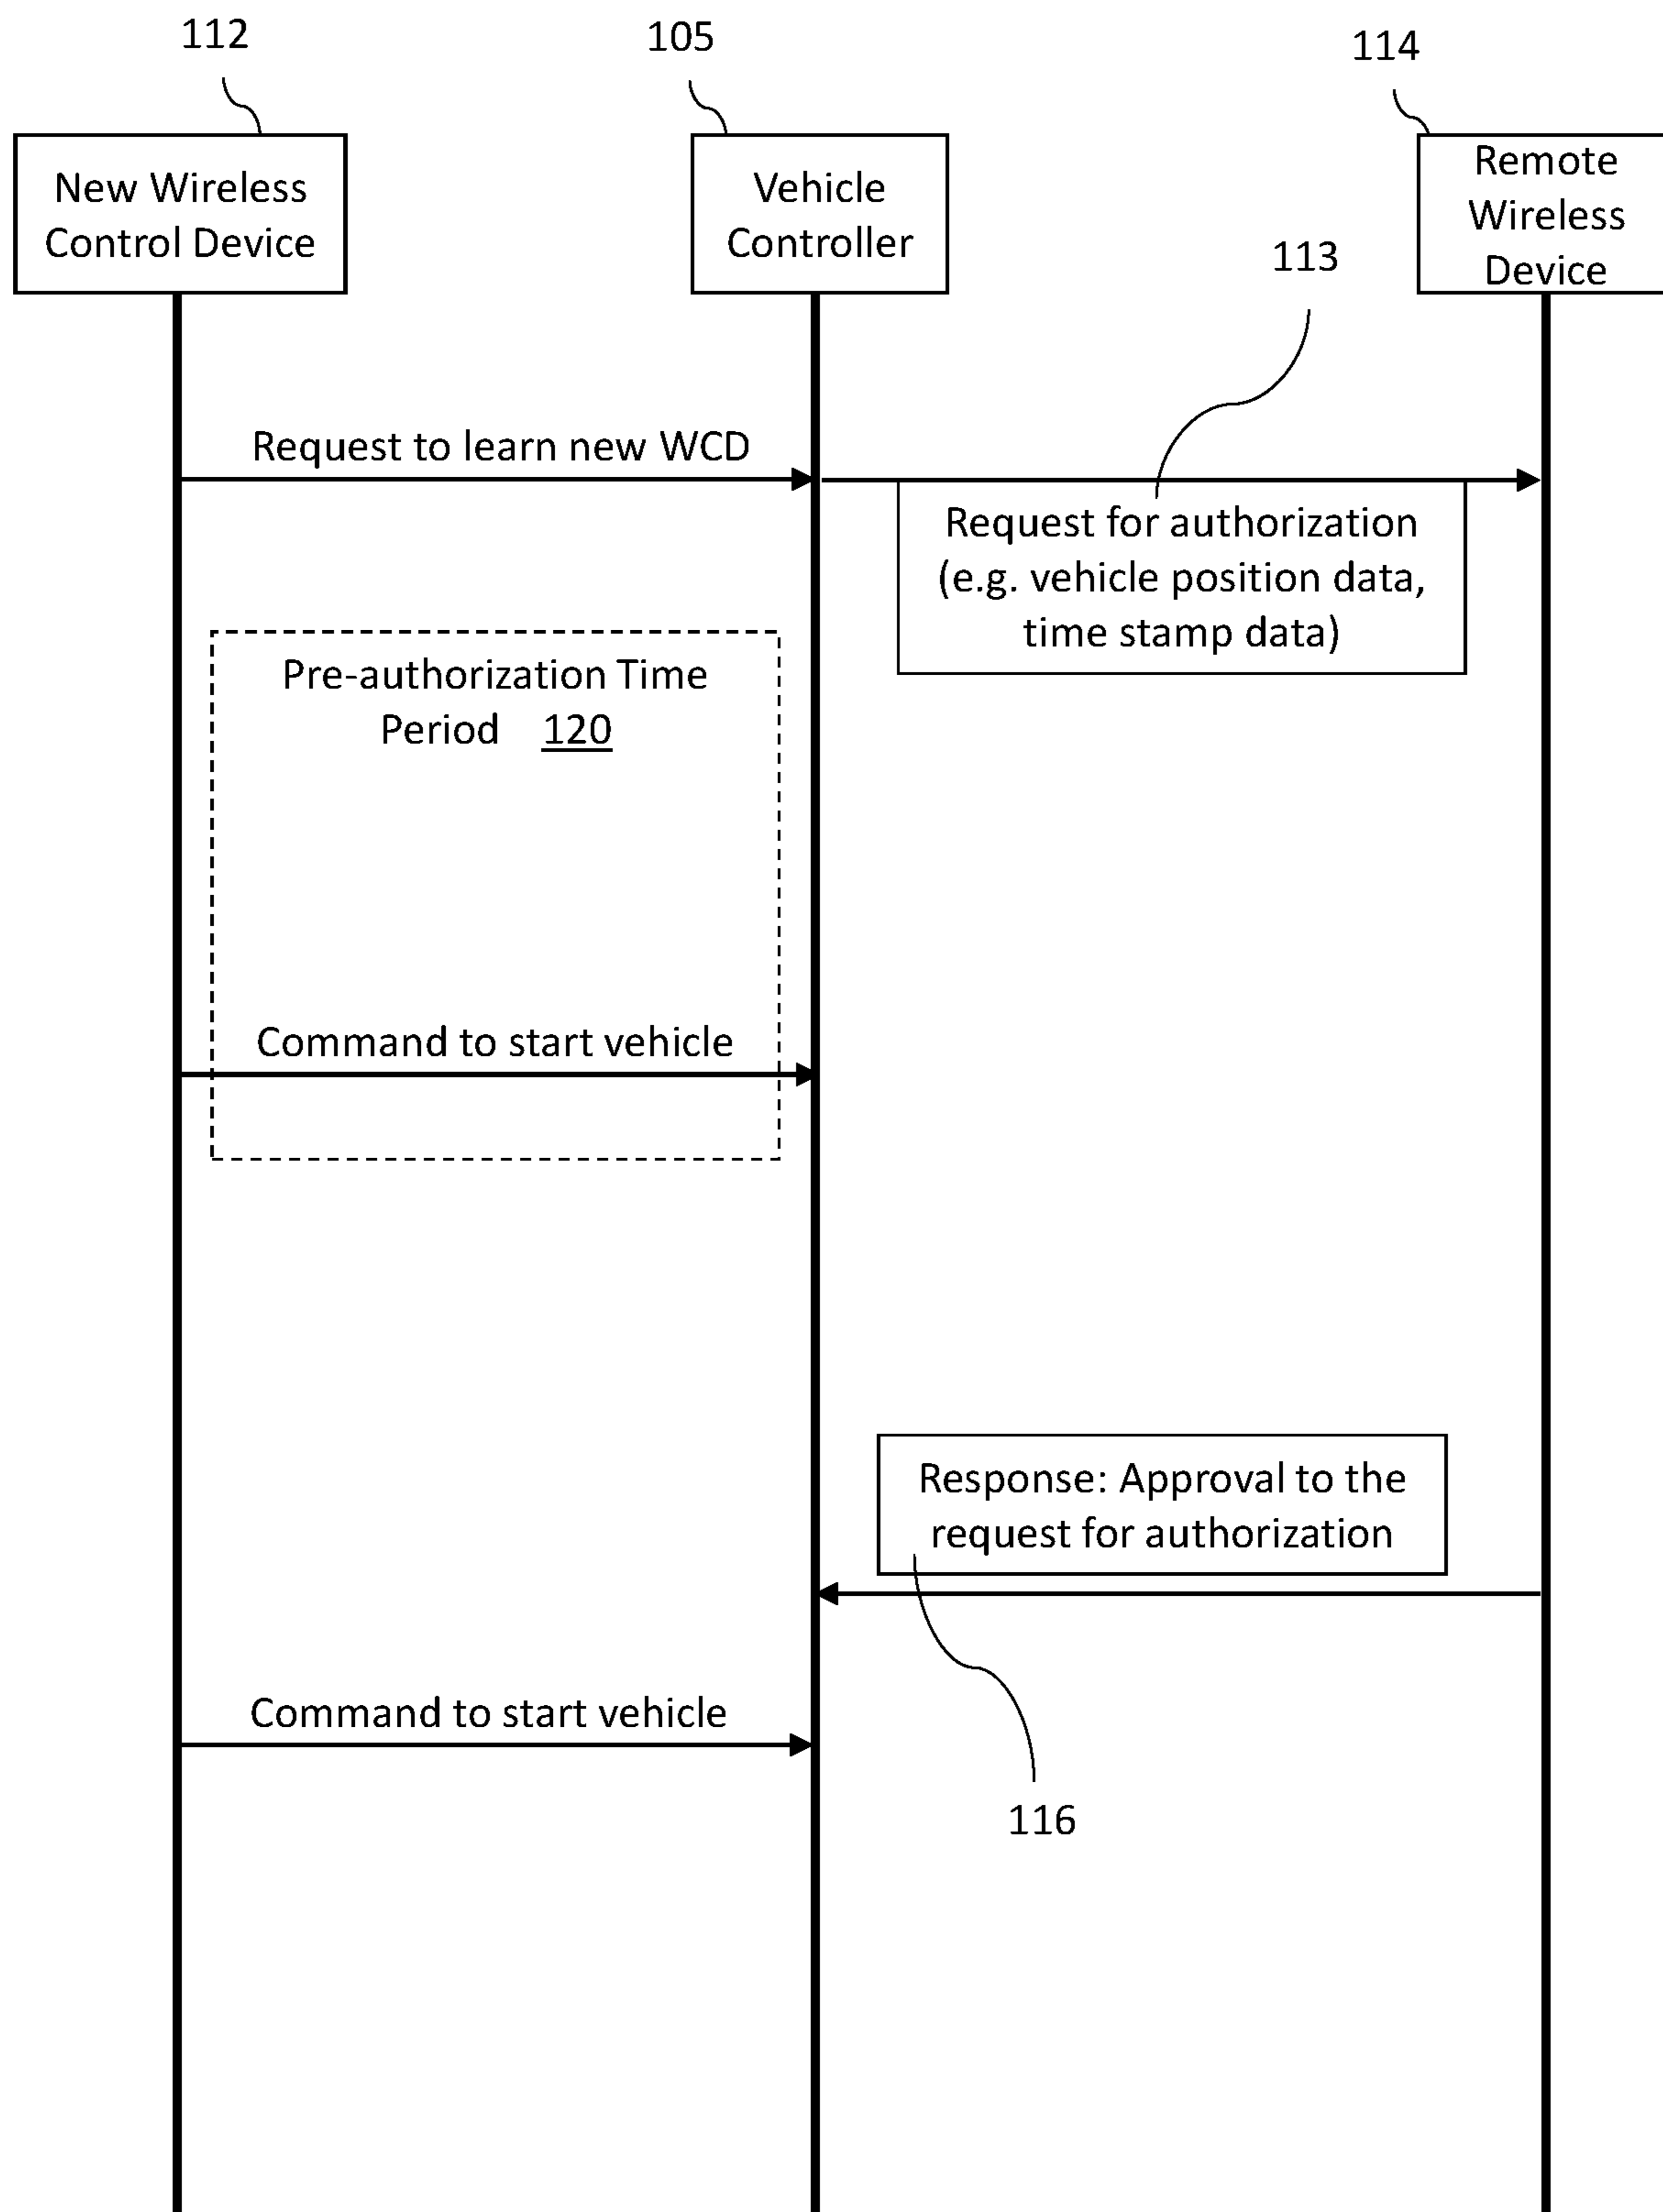 112
105
114
New Wireless
Control Device
Vehicle
Controller
Remote
Wireless
Device
113
Request to learn new WCD
Request for authorization
(e.g. vehicle position data,
time stamp data)
Pre-authorization Time
Period 120
Command to start vehicle
Response: Approval to the
request for authorization
Command to start vehicle
116